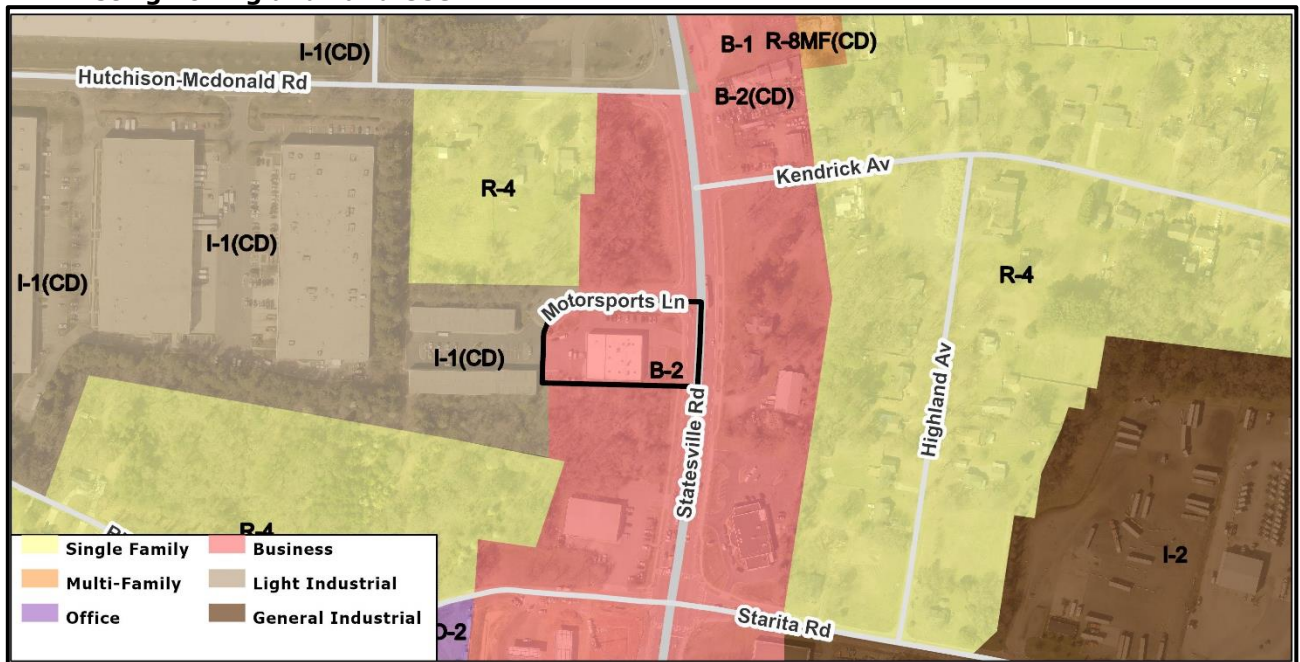 I-1(CD)
B-1
R-8MF(CD)
Hutchison-Mcdonald Rd
B-2(CD)
Kendrick Av
R-4
I-1(CD)
I-1(CD)
R-4
Motorsports Ln
I-1(CD)
B-2
Statesville Rd
Highland Av
R-4
I-2
Starita Rd
Single Family
Business
Multi-Family
Light Industrial
Office
General Industrial